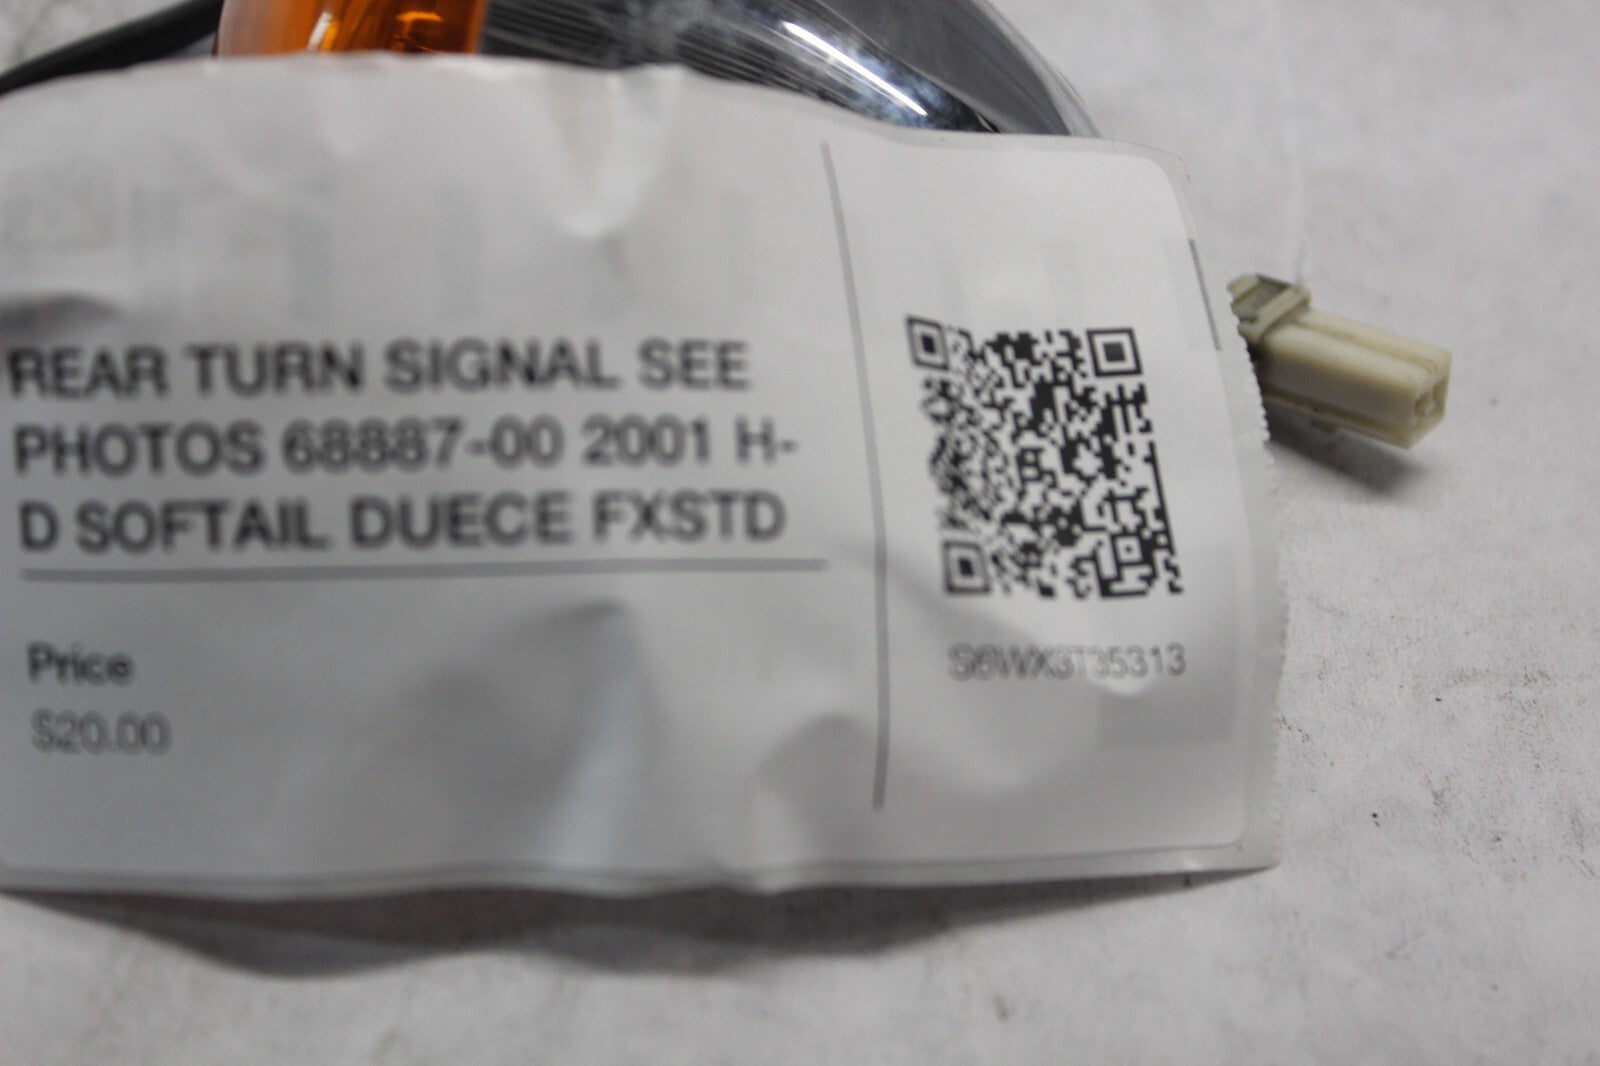 REAR TURN SIGNAL SEE
PHOTOS 68887-00 2001 H-
D SOFTAIL DUECE FXSTD
Price
$20.00
S6WX3T35313